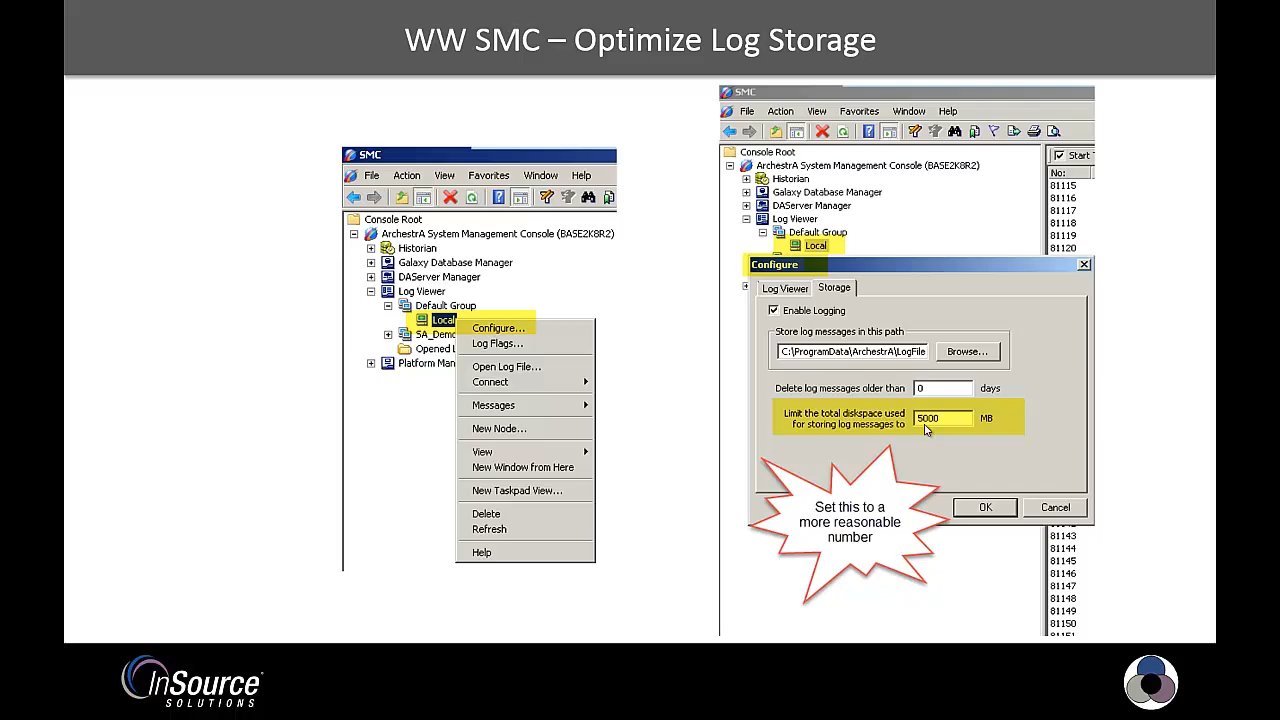 WW SMC – Optimize Log Storage
SMC
File Action View Favorites Window Help
Console Root
ArchestrA System Management Console (BASE2K8R2)
Historian
Galaxy Database Manager
DAServer Manager
Log Viewer
Default Group
Local
SA_Demo
Opened L
Platform Man
Configure...
Log Flags...
Open Log File...
Connect
Messages
New Node...
View
New Window from Here
New Taskpad View...
Delete
Refresh
Help
SMC
File Action View Favorites Window Help
Console Root
ArchestrA System Management Console (BASE2K8R2)
Historian
Galaxy Database Manager
DAServer Manager
Log Viewer
Default Group
Local
Start
No:
81115
81116
81117
81118
81119
81120
Configure
Log Viewer Storage
Enable Logging
Store log messages in this path
C:\ProgramData\ArchestrA\LogFile
Browse...
Delete log messages older than 0 days
Limit the total diskspace used
for storing log messages to 5000 MB
OK Cancel
Set this to a
more reasonable
number
81143
81144
81145
81146
81147
81148
81149
81150
InSource
SOLUTIONS